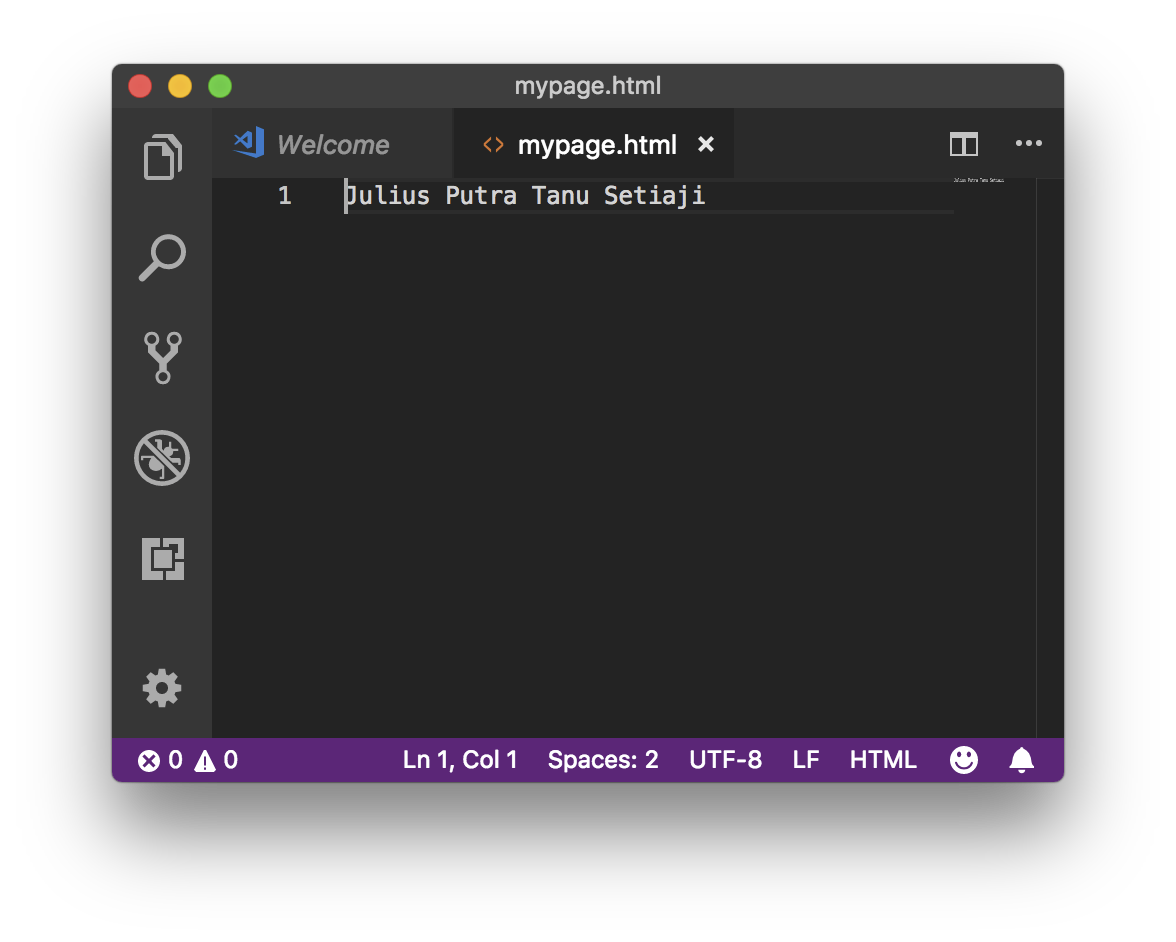 mypage.html
Welcome
<> mypage.html ×
1 Julius Putra Tanu Setiaji
Julius Putra Tanu Setiaji
0 0 Ln 1, Col 1 Spaces: 2 UTF-8 LF HTML